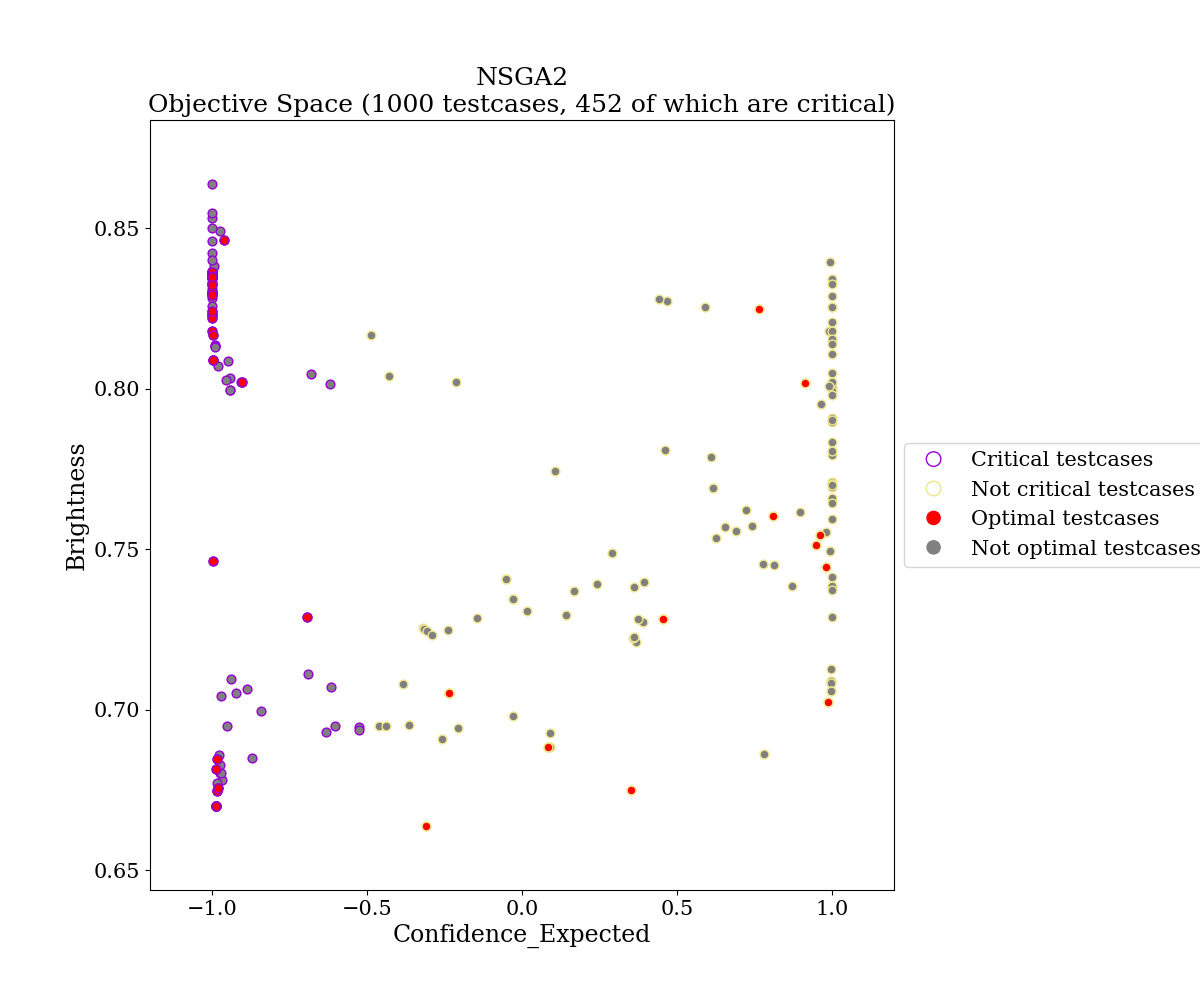 NSGA2
Objective Space (1000 testcases, 452 of which are critical)
0.85
0.80
0.75
0.70
0.65
Brightness
−1.0
−0.5
0.0
0.5
1.0
Confidence_Expected
Critical testcases
Not critical testcases
Optimal testcases
Not optimal testcases